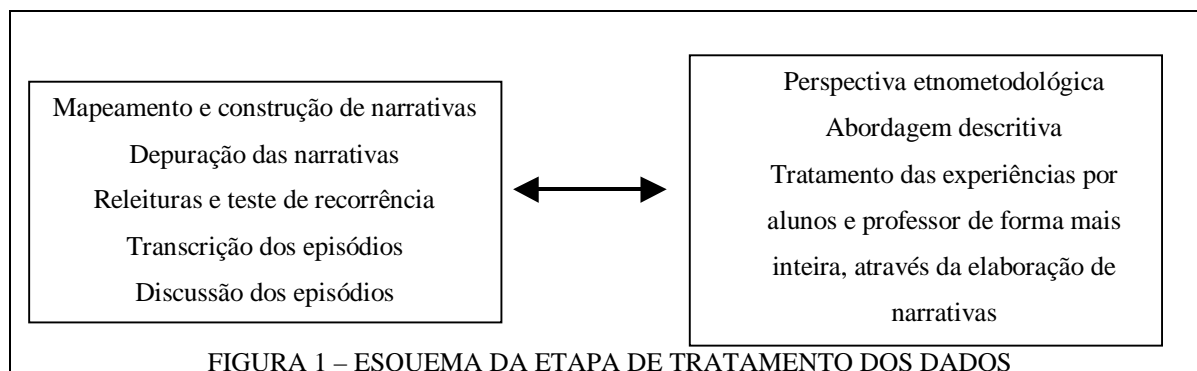 Mapeamento e construção de narrativas
Depuração das narrativas
Releituras e teste de recorrência
Transcrição dos episódios
Discussão dos episódios
Perspectiva etnometodológica
Abordagem descritiva
Tratamento das experiências por
alunos e professor de forma mais
inteira, através da elaboração de
narrativas
FIGURA 1 – ESQUEMA DA ETAPA DE TRATAMENTO DOS DADOS